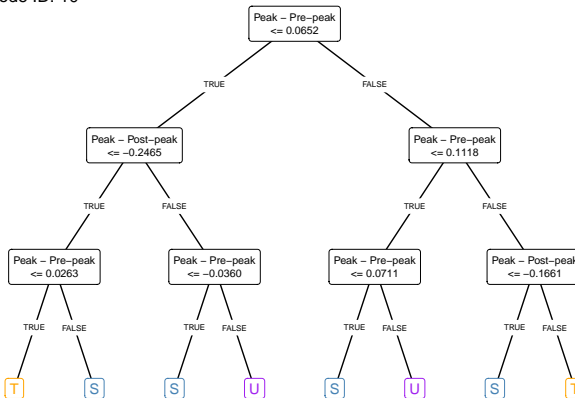 Peak − Pre−peak
<= 0.0652
TRUE
FALSE
Peak − Post−peak
<= −0.2465
Peak − Pre−peak
<= 0.1118
TRUE
FALSE
TRUE
FALSE
Peak − Pre−peak
<= 0.0263
Peak − Pre−peak
<= −0.0360
Peak − Pre−peak
<= 0.0711
Peak − Post−peak
<= −0.1661
TRUE
FALSE
TRUE
FALSE
TRUE
FALSE
TRUE
FALSE
T
S
S
U
S
U
S
T